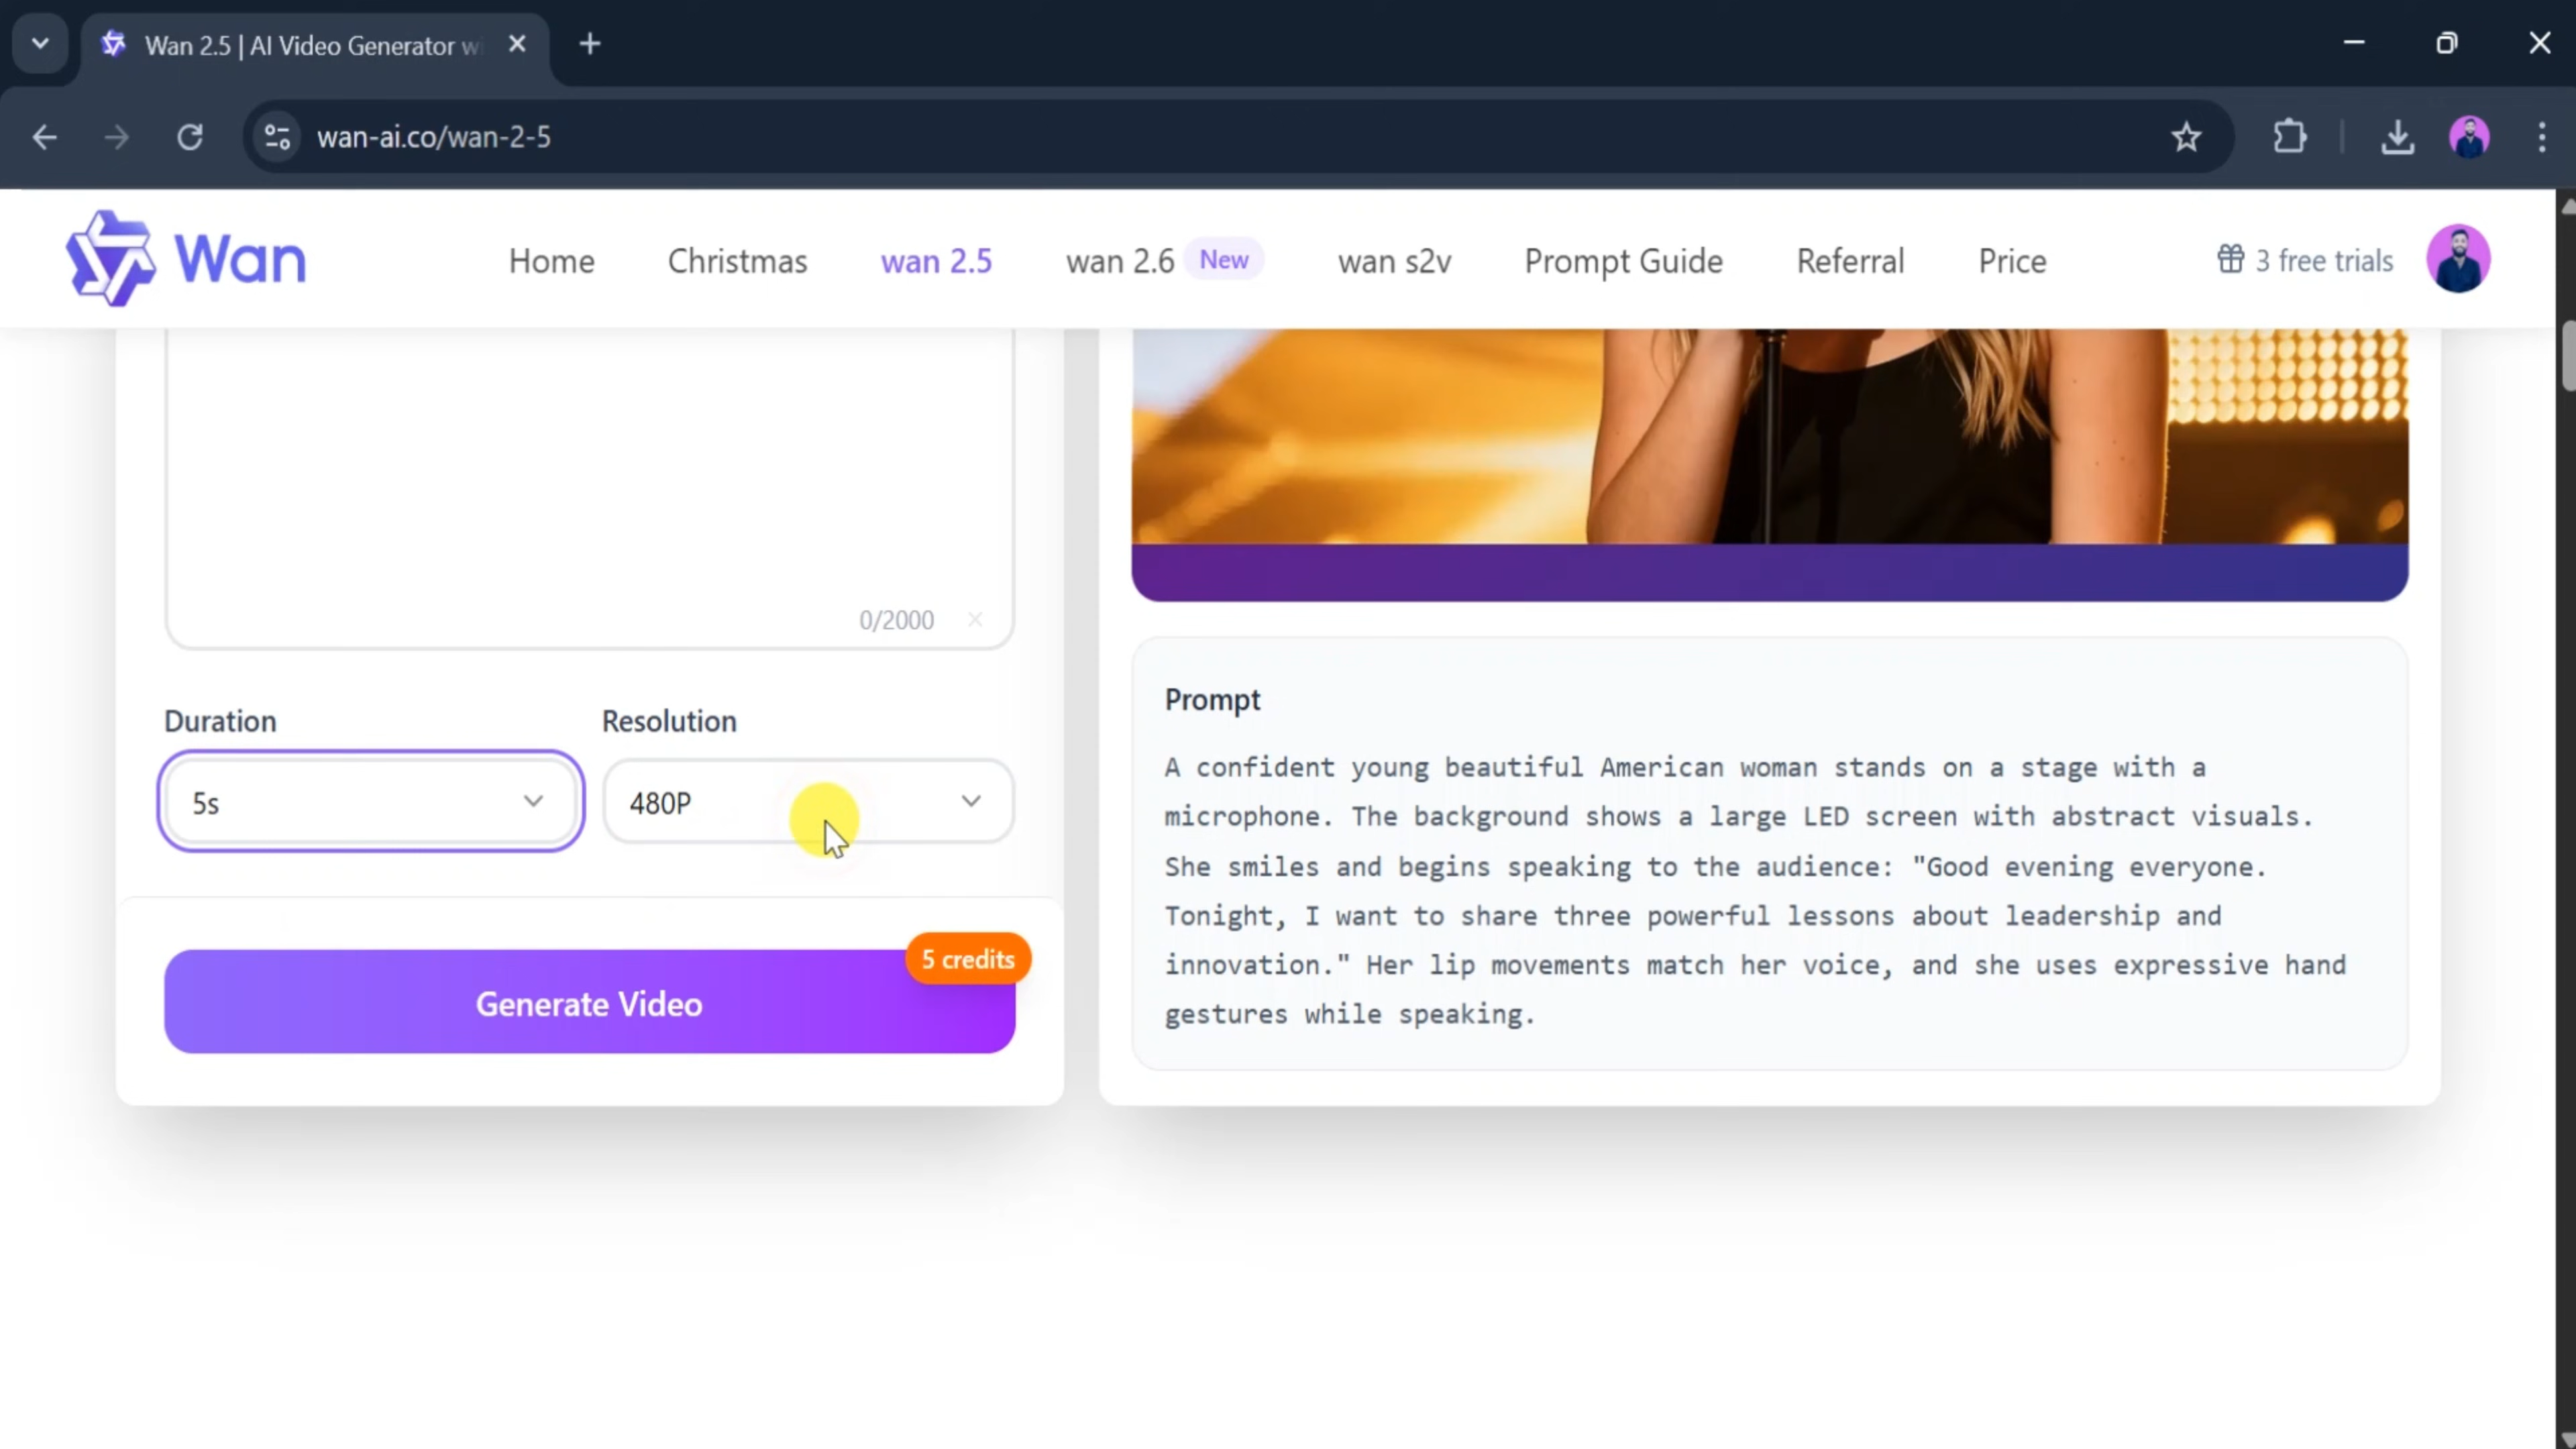 Wan 2.5 | AI Video Generator wi
wan-ai.co/wan-2-5
Wan
Home
Christmas
wan 2.5
wan 2.6 New
wan s2v
Prompt Guide
Referral
Price
3 free trials
0/2000
Duration
Resolution
5s
480P
5 credits
Generate Video
Prompt
A confident young beautiful American woman stands on a stage with a
microphone. The background shows a large LED screen with abstract visuals.
She smiles and begins speaking to the audience: "Good evening everyone.
Tonight, I want to share three powerful lessons about leadership and
innovation." Her lip movements match her voice, and she uses expressive hand
gestures while speaking.